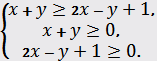 x + y ≥ 2x − y + 1,
x + y ≥ 0,
2x − y + 1 ≥ 0.